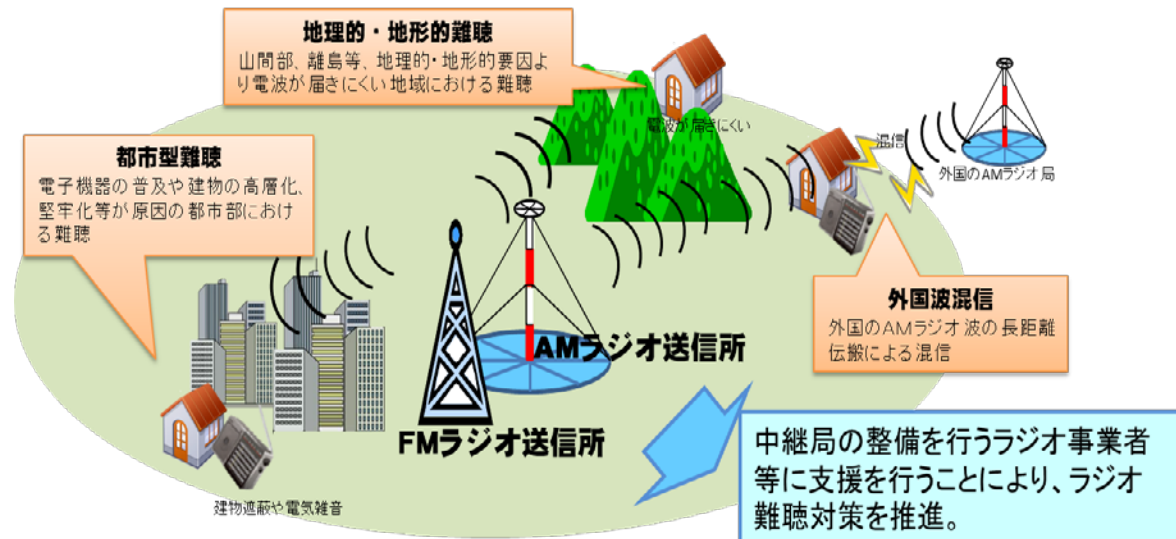 地理的・地形的難聴
山間部、離島等、地理的・地形的要因よ
り電波が届きにくい地域における難聴
電波が届きにくい
混信
外国のAMラジオ局
都市型難聴
電子機器の普及や建物の高層化、
堅牢化等が原因の都市部におけ
る難聴
外国波混信
外国のAMラジオ波の長距離
伝搬による混信
AMラジオ送信所
FMラジオ送信所
建物遮蔽や電気雑音
中継局の整備を行うラジオ事業者
等に支援を行うことにより、ラジオ
難聴対策を推進。